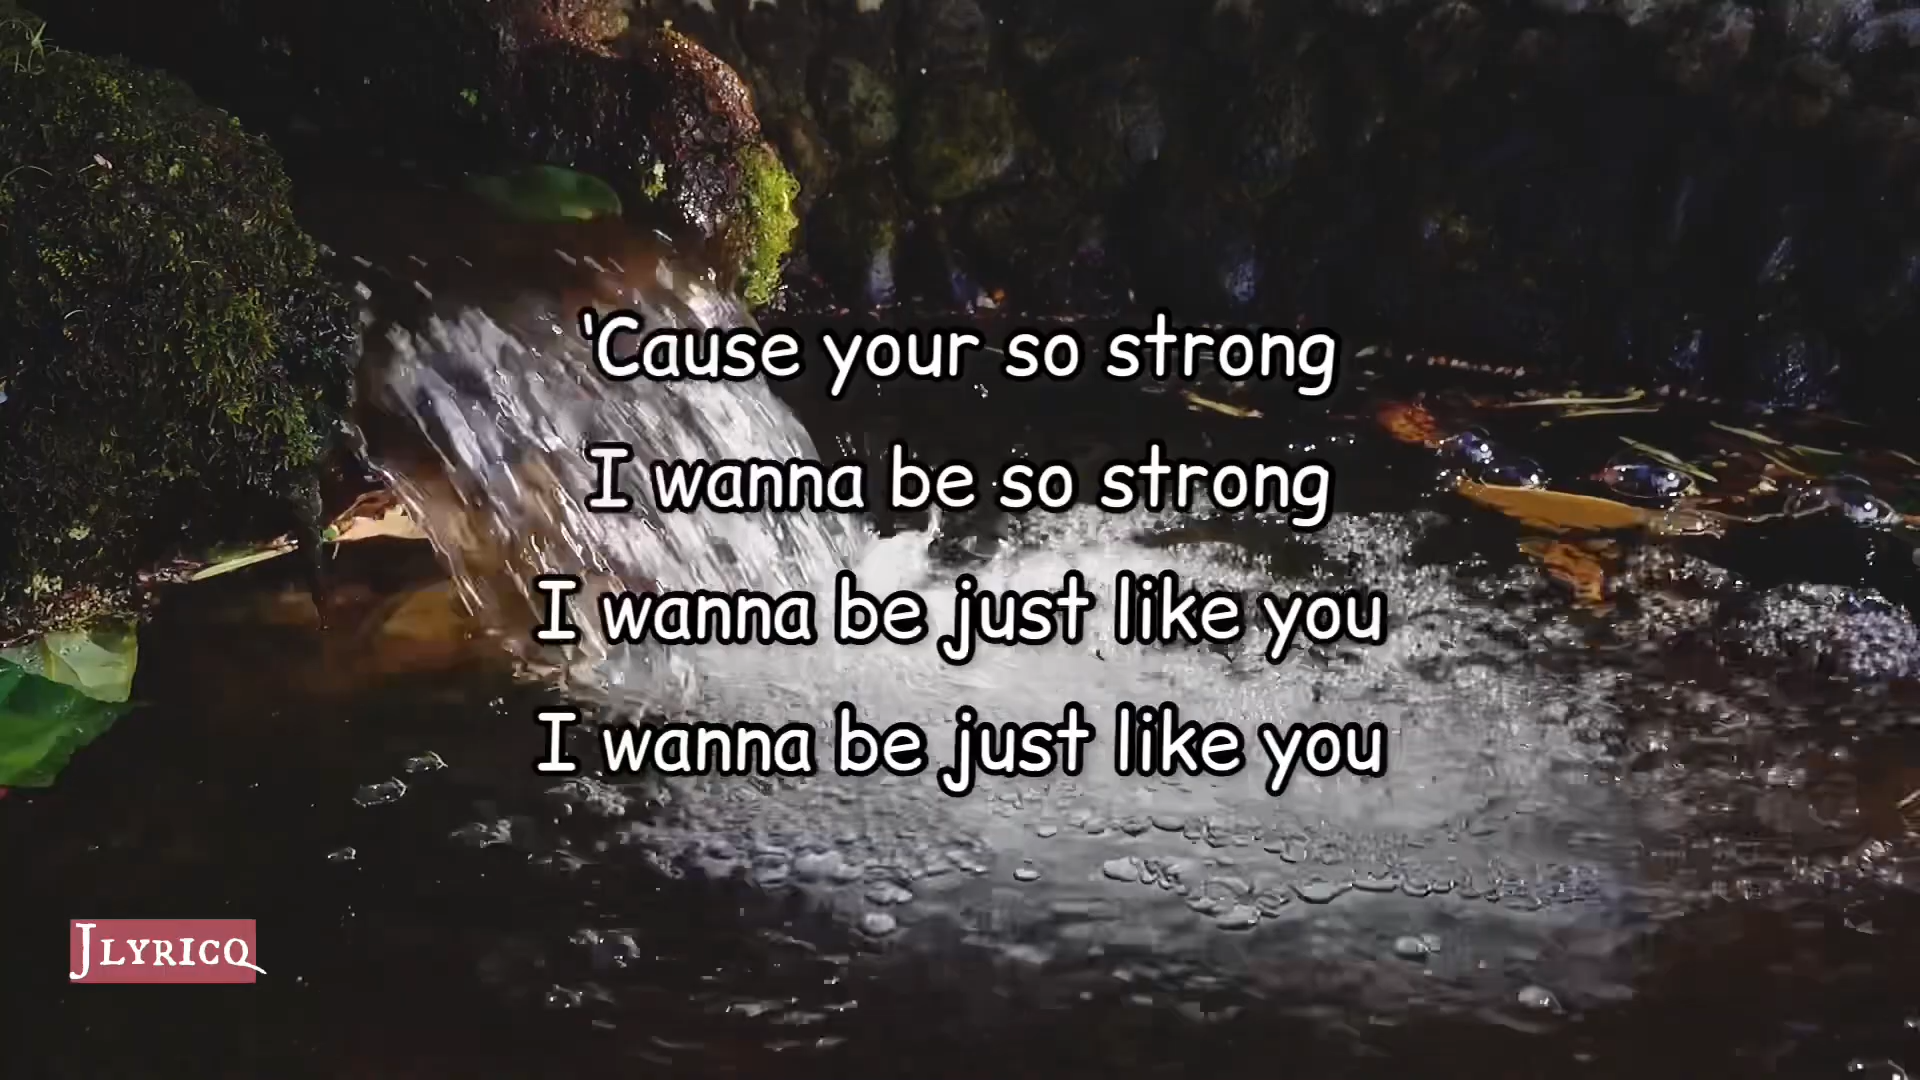 ‘Cause your so strong
I wanna be so strong
I wanna be just like you
I wanna be just like you
JLYRICQ